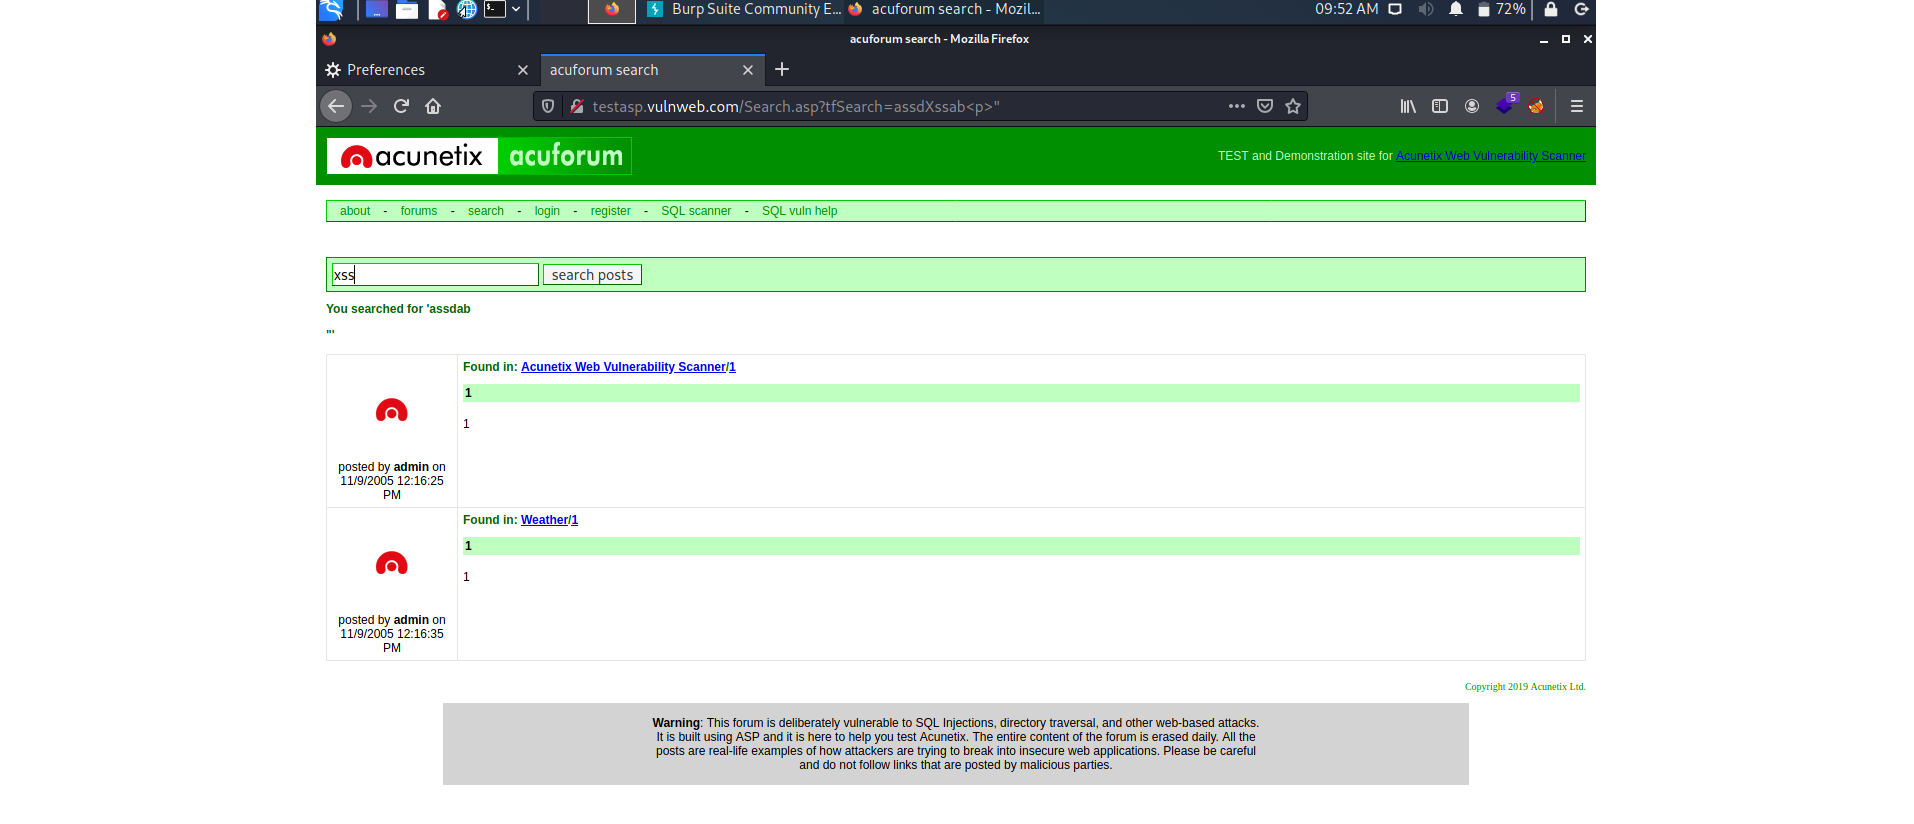 Burp Suite Community E... acuforum search - Mozil... 09:52 AM 72%
acuforum search - Mozilla Firefox
Preferences acuforum search
testasp.vulnweb.com/Search.asp?tfSearch=assdXssab<p>" 5
acunetix acuforum TEST and Demonstration site for Acunetix Web Vulnerability Scanner
about - forums - search - login - register - SQL scanner - SQL vuln help
xss search posts
You searched for 'assdab
"'
Found in: Acunetix Web Vulnerability Scanner/1
1
1
posted by admin on
11/9/2005 12:16:25
PM
Found in: Weather/1
1
1
posted by admin on
11/9/2005 12:16:35
PM
Copyright 2019 Acunetix Ltd.
Warning: This forum is deliberately vulnerable to SQL Injections, directory traversal, and other web-based attacks.
It is built using ASP and it is here to help you test Acunetix. The entire content of the forum is erased daily. All the
posts are real-life examples of how attackers are trying to break into insecure web applications. Please be careful
and do not follow links that are posted by malicious parties.